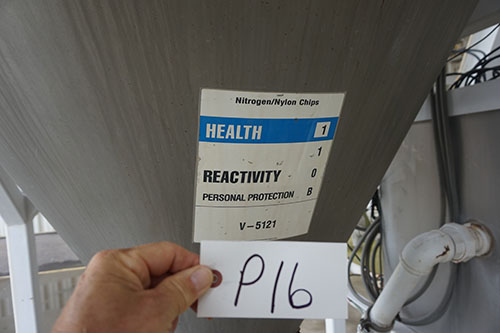 Nitrogen/Nylon Chips
HEALTH 1
1
REACTIVITY 0
PERSONAL PROTECTION B
V-5121
P16